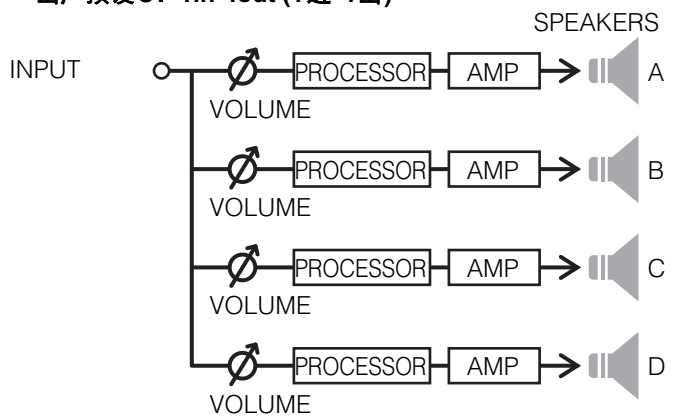 SPEAKERS
INPUT
PROCESSOR
AMP
A
VOLUME
PROCESSOR
AMP
B
VOLUME
PROCESSOR
AMP
C
VOLUME
PROCESSOR
AMP
D
VOLUME